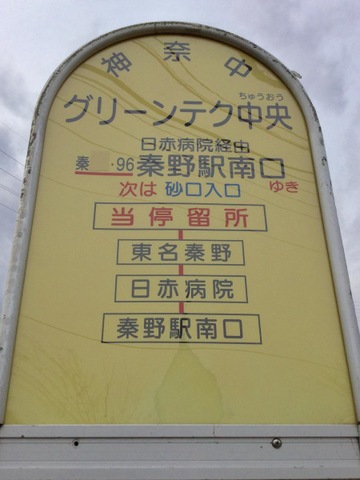 神奈中
ちゅうおう
グリーンテク中央
日赤病院経由
秦 ・96 秦野駅南口 ゆき
次は 砂口入口
当停留所
東名秦野
日赤病院
秦野駅南口